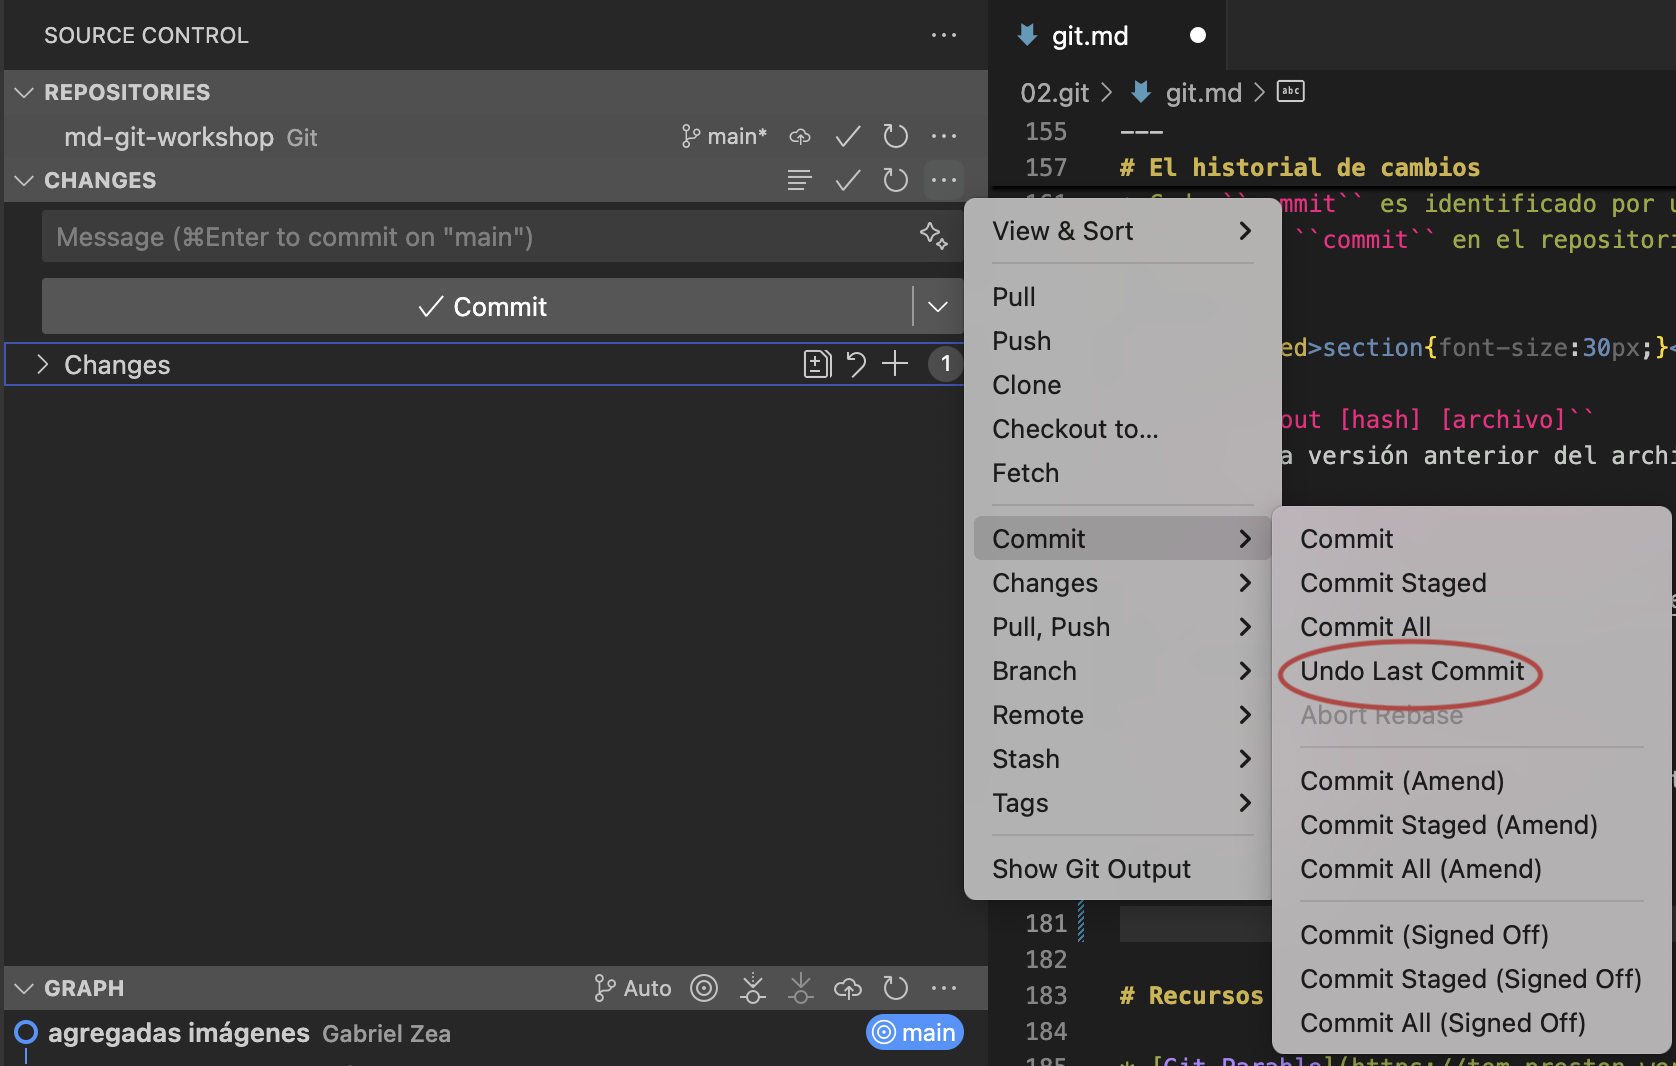 SOURCE CONTROL
REPOSITORIES
md-git-workshop Git main*
CHANGES
Message (⌘Enter to commit on "main")
Commit
Changes 1
GRAPH Auto
agregadas imágenes Gabriel Zea main
git.md
02.git > git.md > abc
155 ---
157 # El historial de cambios
mmit`` es identificado por
``commit`` en el
ed>section{font-size:30px;}<
out [hash] [archivo]``
a versión anterior del
181
182
183 # Recursos
184
View & Sort
Pull
Push
Clone
Checkout to...
Fetch
Commit
Changes
Pull, Push
Branch
Remote
Stash
Tags
Show Git Output
Commit
Commit Staged
Commit All
Undo Last Commit
Abort Rebase
Commit (Amend)
Commit Staged (Amend)
Commit All (Amend)
Commit (Signed Off)
Commit Staged (Signed Off)
Commit All (Signed Off)